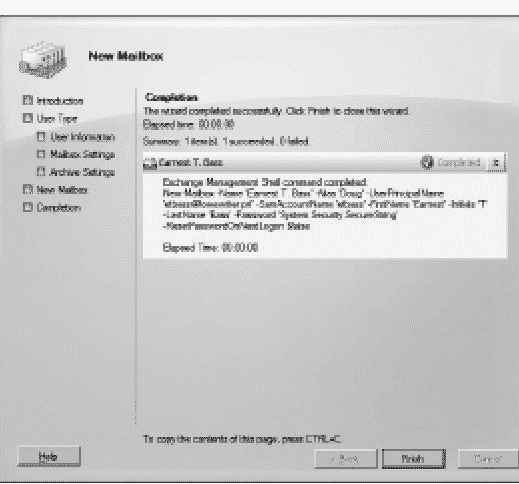 New Mailbox
Introduction
User Type
User Information
Mailbox Settings
Archive Settings
New Mailbox
Completion
Completion
The wizard completed successfully. Click Finish to close this wizard.
Elapsed time: 00:00:00
Summary: 1 item(s). 1 succeeded, 0 failed.
Earnest T. Bass
Completed
Exchange Management Shell command completed:
New-Mailbox -Name 'Earnest T. Bass' -Alias 'Doug' -UserPrincipalName
-SamAccountName 'etbass' -FirstName 'Earnest' -Initials 'T'
-LastName 'Bass' -Password 'System.Security.SecureString'
-ResetPasswordOnNextLogon $false
Elapsed Time: 00:00:00
To copy the contents of this page, press CTRL+C.
Help
< Back
Finish
Cancel